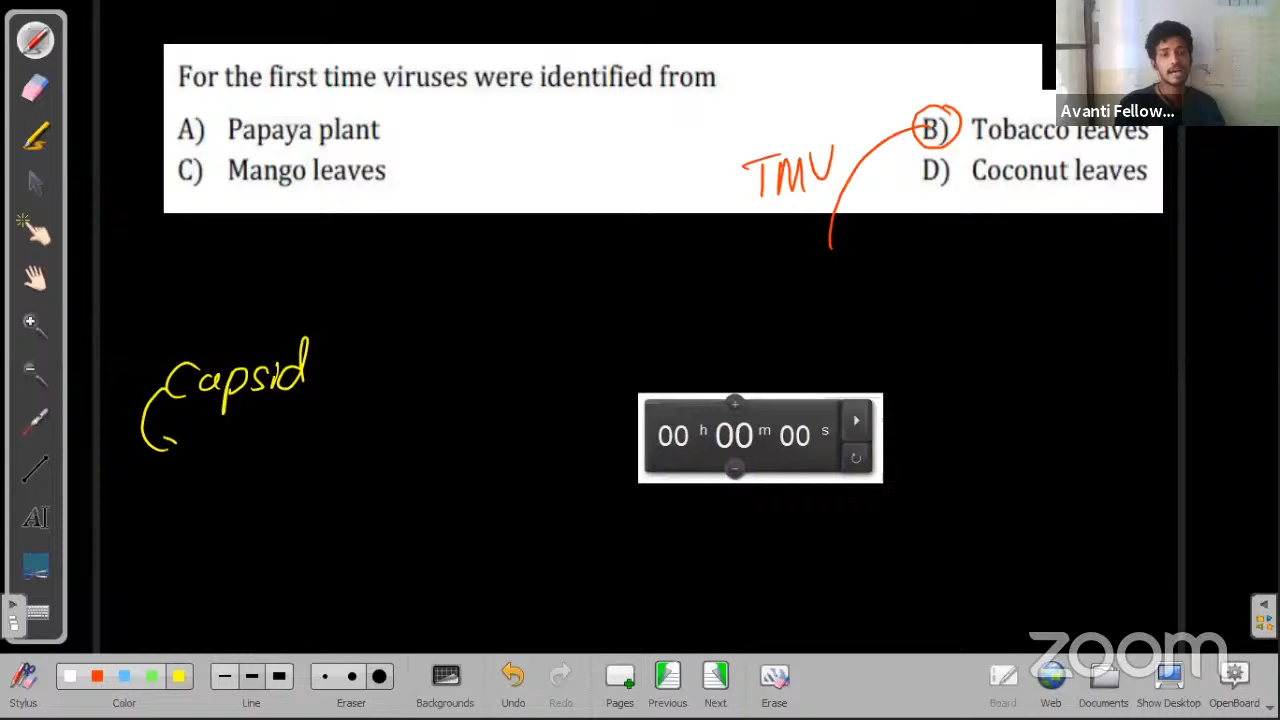 For the first time viruses were identified from
A) Papaya plant
B) Tobacco leaves
C) Mango leaves
D) Coconut leaves
TMV
Capsid
00 h 00 m 00 s
Avanti Fellow...
AI
zoom
Stylus
Color
Line
Eraser
Backgrounds
Undo
Redo
Pages
Previous
Next
Erase
Board
Web
Documents
Show Desktop
OpenBoard